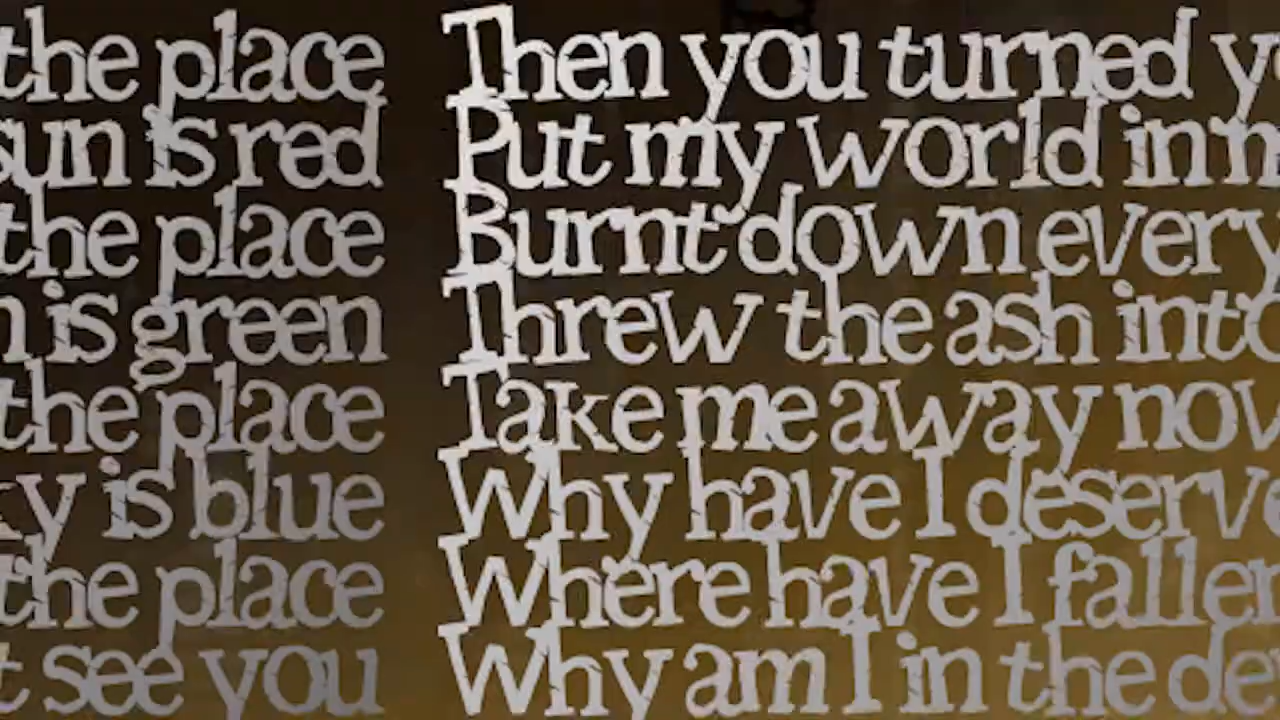 the place
sun is red
the place
is green
the place
is blue
the place
see you
Then you turned
Put my world in
Burnt down every
Threw the ash into
Take me away
Why have I
Where have I
Why am I in the